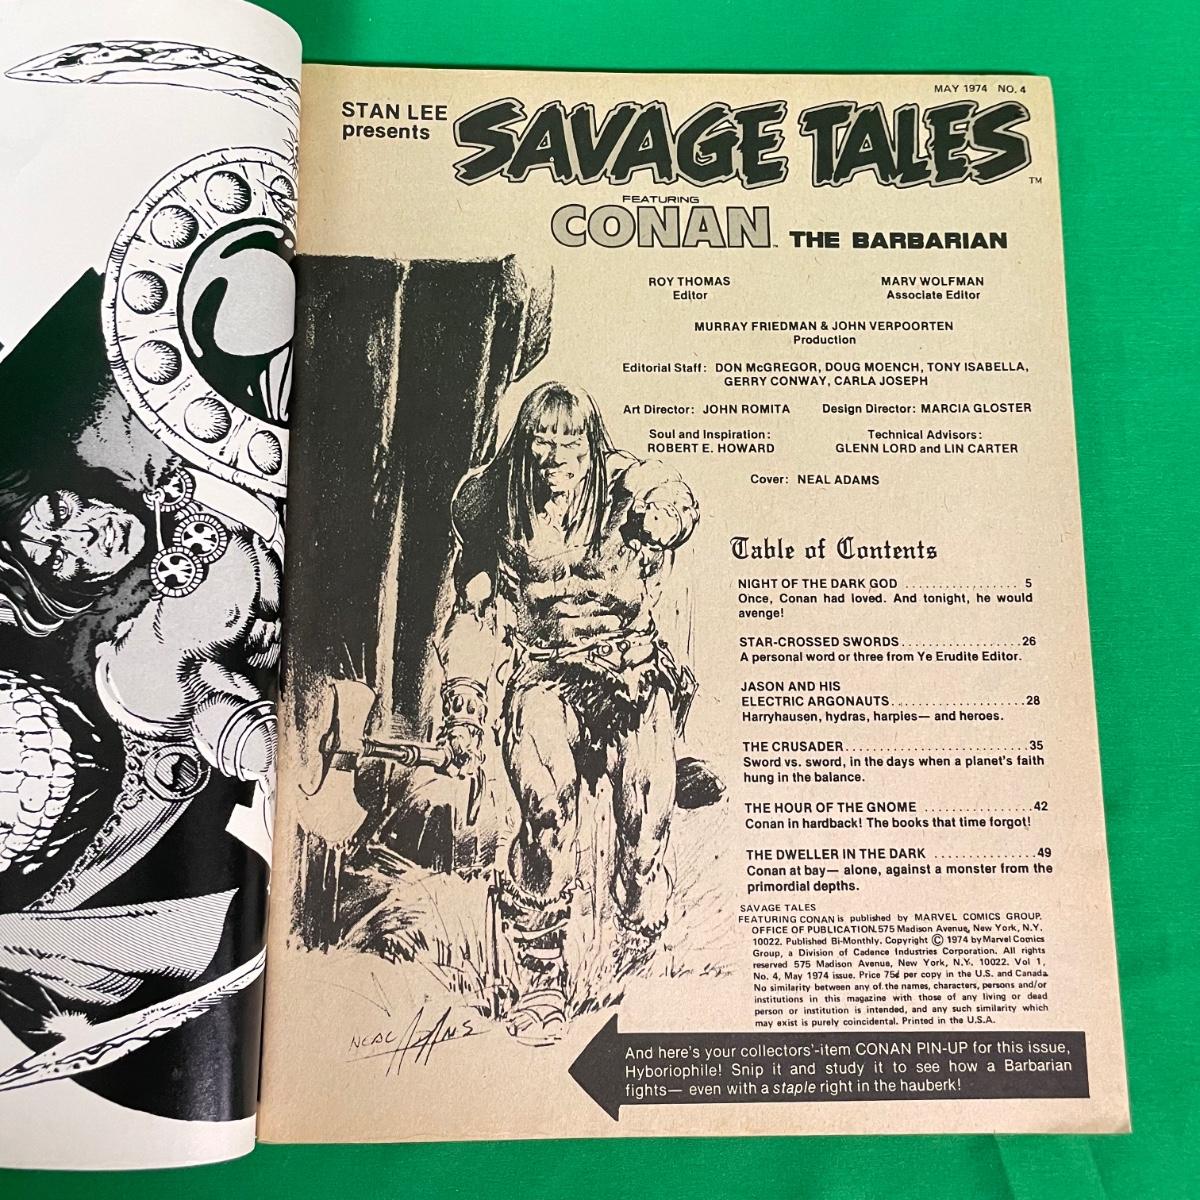 MAY 1974 NO. 4
STAN LEE
presents
SAVAGE TALES
TM
FEATURING
CONAN THE BARBARIAN
ROY THOMAS
Editor
MARV WOLFMAN
Associate Editor
MURRAY FRIEDMAN & JOHN VERPOORTEN
Production
Editorial Staff: DON McGREGOR, DOUG MOENCH, TONY ISABELLA,
GERRY CONWAY, CARLA JOSEPH
Art Director: JOHN ROMITA
Design Director: MARCIA GLOSTER
Soul and Inspiration:
ROBERT E. HOWARD
Technical Advisors:
GLENN LORD and LIN CARTER
Cover: NEAL ADAMS
Table of Contents
NIGHT OF THE DARK GOD ................ 5
Once, Conan had loved. And tonight, he would
avenge!
STAR-CROSSED SWORDS.................26
A personal word or three from Ye Erudite Editor.
JASON AND HIS
ELECTRIC ARGONAUTS...................28
Harryhausen, hydras, harpies— and heroes.
THE CRUSADER..........................35
Sword vs. sword, in the days when a planet's faith
hung in the balance.
THE HOUR OF THE GNOME ...............42
Conan in hardback! The books that time forgot!
THE DWELLER IN THE DARK ..............49
Conan at bay— alone, against a monster from the
primordial depths.
SAVAGE TALES
FEATURING CONAN is published by MARVEL COMICS GROUP.
OFFICE OF PUBLICATION.575 Madison Avenue, New York, N.Y.
10022. Published Bi-Monthly. Copyright © 1974 by Marvel Comics
Group, a Division of Cadence Industries Corporation. All rights
reserved 575 Madison Avenue, New York, N.Y. 10022. Vol 1,
No. 4, May 1974 issue. Price 75¢ per copy in the U.S. and Canada.
No similarity between any of the names, characters, persons and/or
institutions in this magazine with those of any living or dead
person or institution is intended, and any such similarity which
may exist is purely coincidental. Printed in the U.S.A.
NEAL ADAMS
And here's your collectors'-item CONAN PIN-UP for this issue,
Hyboriophile! Snip it and study it to see how a Barbarian
fights— even with a staple right in the hauberk!